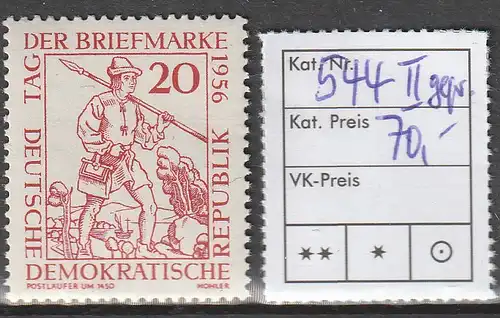 TAG DER BRIEFMARKE 1956
20
DEUTSCHE
DEMOKRATISCHE
REPUBLIK
POSTLÄUFER UM 1450
MOHLER
Kat. Nr.
544 II gepr.
Kat. Preis
70,-
VK-Preis
** * ⊙